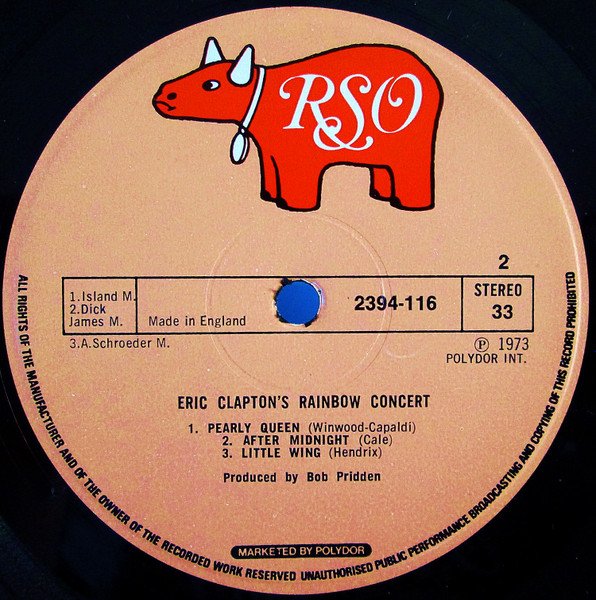 RSO
2
1.Island M.
2.Dick
James M.
Made in England
2394-116
STEREO
33
3.A.Schroeder M.
Ⓟ 1973
POLYDOR INT.
ERIC CLAPTON'S RAINBOW CONCERT
1. PEARLY QUEEN (Winwood-Capaldi)
2. AFTER MIDNIGHT (Cale)
3. LITTLE WING (Hendrix)
Produced by Bob Pridden
MARKETED BY POLYDOR
ALL RIGHTS OF THE MANUFACTURER AND OF THE OWNER OF THE RECORDED WORK RESERVED UNAUTHORISED PUBLIC PERFORMANCE BROADCASTING AND COPYING OF THIS RECORD PROHIBITED